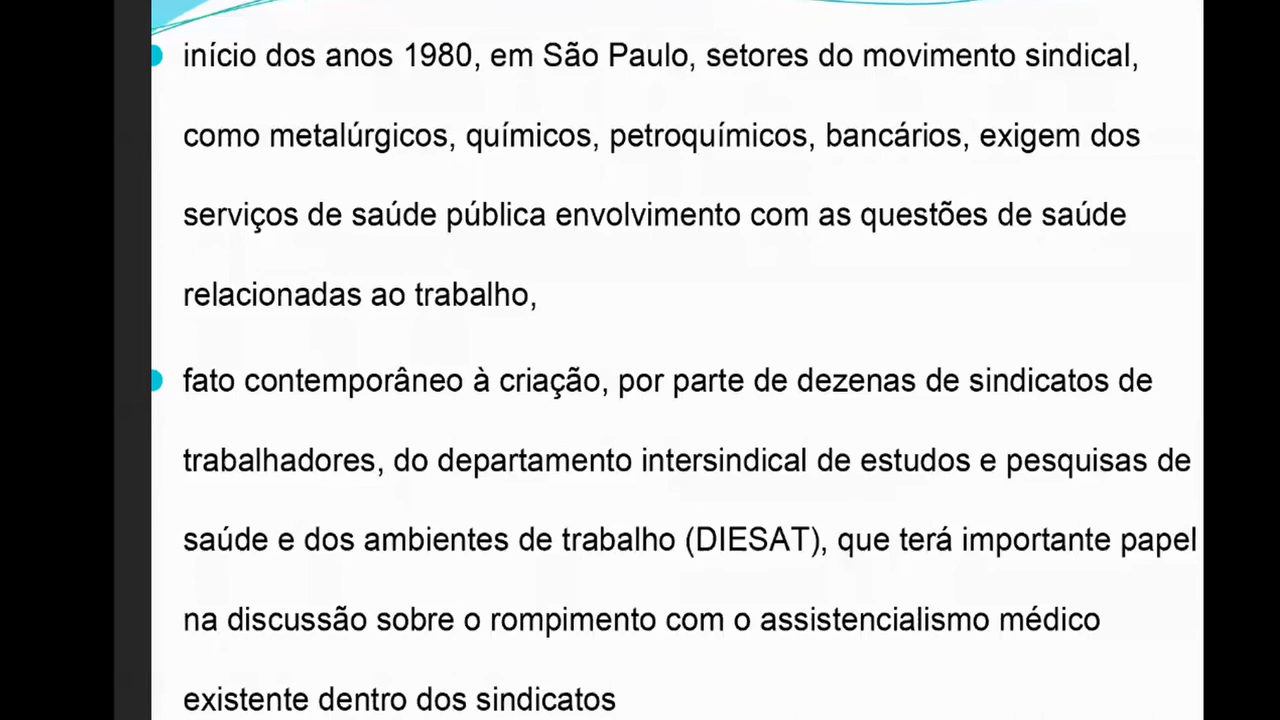 início dos anos 1980, em São Paulo, setores do movimento sindical,
como metalúrgicos, químicos, petroquímicos, bancários, exigem dos
serviços de saúde pública envolvimento com as questões de saúde
relacionadas ao trabalho,
fato contemporâneo à criação, por parte de dezenas de sindicatos de
trabalhadores, do departamento intersindical de estudos e pesquisas de
saúde e dos ambientes de trabalho (DIESAT), que terá importante papel
na discussão sobre o rompimento com o assistencialismo médico
existente dentro dos sindicatos